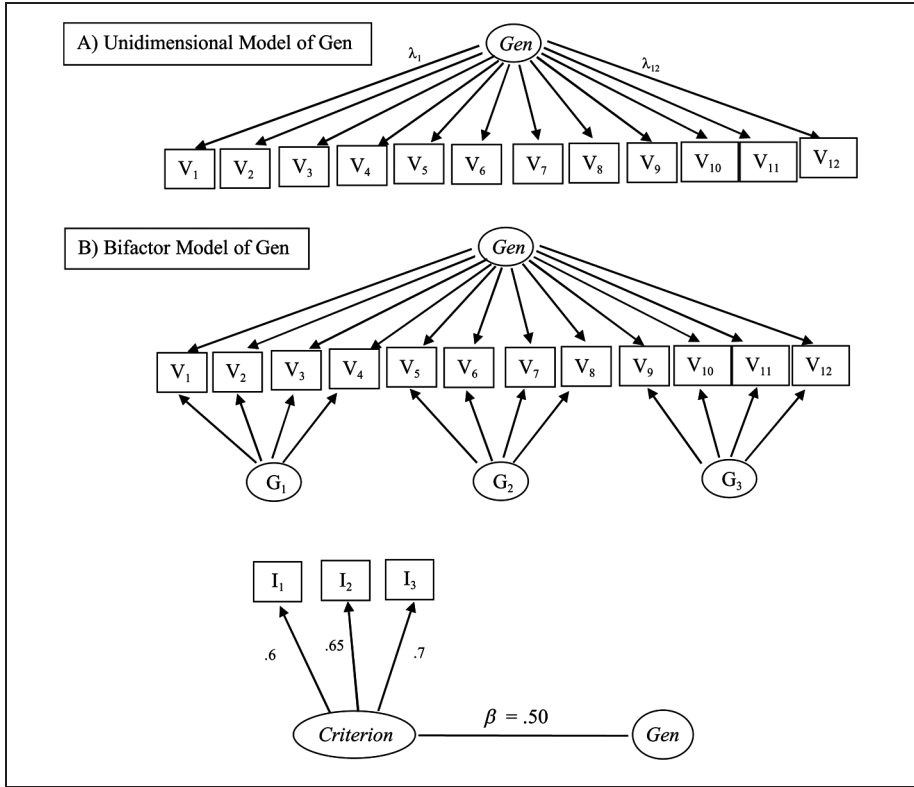 A) Unidimensional Model of Gen
Gen
λ₁ λ₁₂
V₁ V₂ V₃ V₄ V₅ V₆ V₇ V₈ V₉ V₁₀ V₁₁ V₁₂
B) Bifactor Model of Gen
Gen
V₁ V₂ V₃ V₄ V₅ V₆ V₇ V₈ V₉ V₁₀ V₁₁ V₁₂
G₁ G₂ G₃
I₁ I₂ I₃
.6 .65 .7
β = .50
Criterion Gen